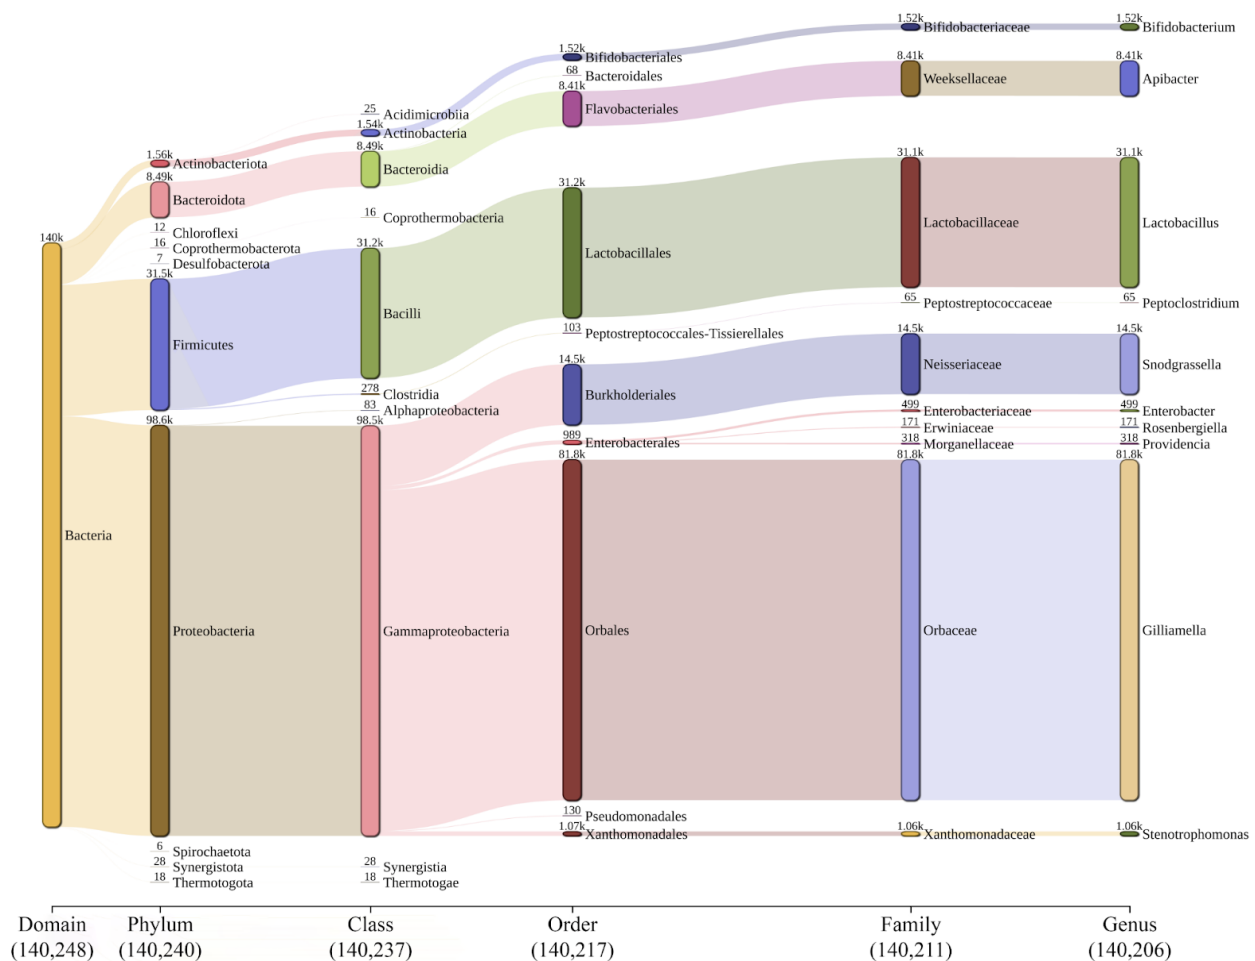 140k
Bacteria
1.56k
Actinobacteriota
8.49k
Bacteroidota
12
Chloroflexi
16
Coprothermobacterota
7
Desulfobacterota
31.5k
Firmicutes
98.6k
Proteobacteria
6
Spirochaetota
28
Synergistota
18
Thermotogota
25
Acidimicrobiia
1.54k
Actinobacteria
8.49k
Bacteroidia
16
Coprothermobacteria
31.2k
Bacilli
278
Clostridia
83
Alphaproteobacteria
98.5k
Gammaproteobacteria
28
Synergistia
18
Thermotogae
1.52k
Bifidobacteriales
68
Bacteroidales
8.41k
Flavobacteriales
31.2k
Lactobacillales
103
Peptostreptococcales-Tissierellales
14.5k
Burkholderiales
989
Enterobacterales
81.8k
Orbales
130
Pseudomonadales
1.07k
Xanthomonadales
1.52k
Bifidobacteriaceae
8.41k
Weeksellaceae
31.1k
Lactobacillaceae
65
Peptostreptococcaceae
14.5k
Neisseriaceae
499
Enterobacteriaceae
171
Erwiniaceae
318
Morganellaceae
81.8k
Orbaceae
1.06k
Xanthomonadaceae
1.52k
Bifidobacterium
8.41k
Apibacter
31.1k
Lactobacillus
65
Peptoclostridium
14.5k
Snodgrassella
499
Enterobacter
171
Rosenbergiella
318
Providencia
81.8k
Gilliamella
1.06k
Stenotrophomonas
Domain
(140,248)
Phylum
(140,240)
Class
(140,237)
Order
(140,217)
Family
(140,211)
Genus
(140,206)